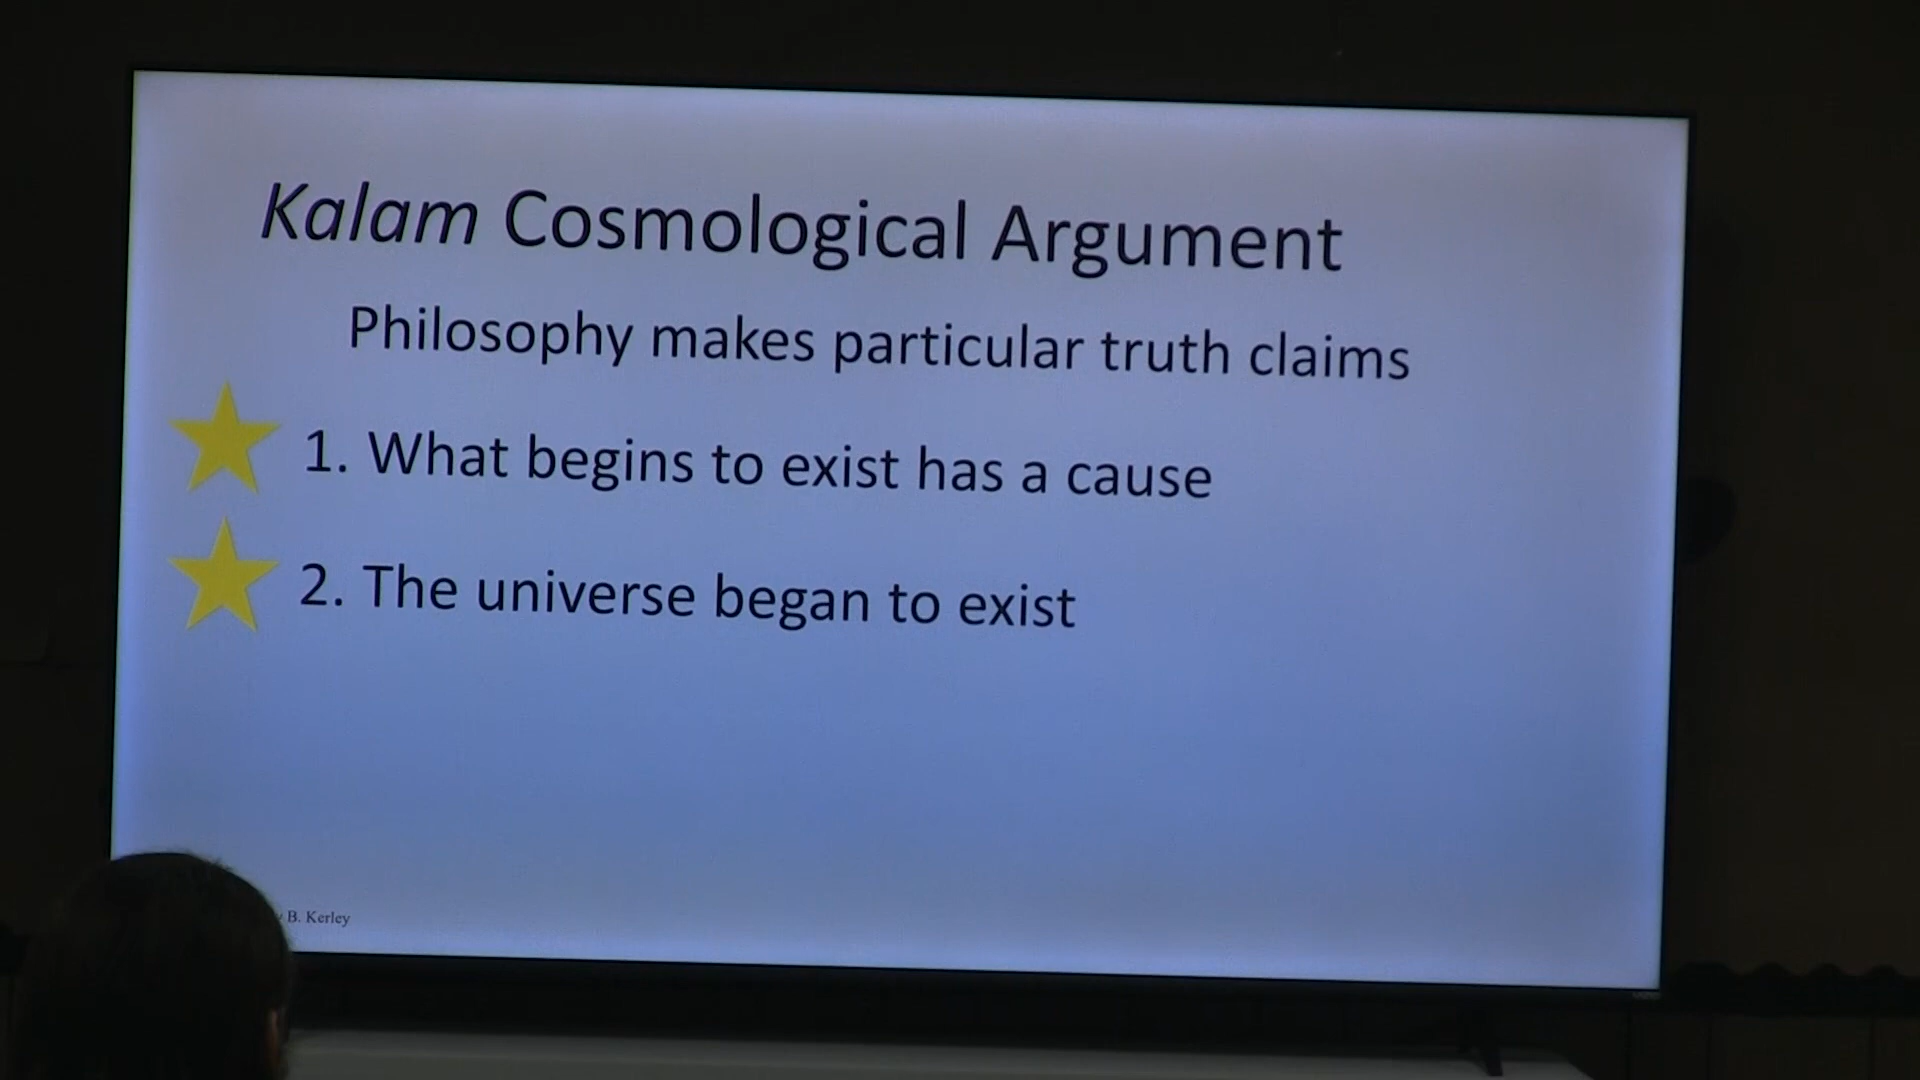 Kalam Cosmological Argument
Philosophy makes particular truth claims
1. What begins to exist has a cause
2. The universe began to exist
B. Kerley